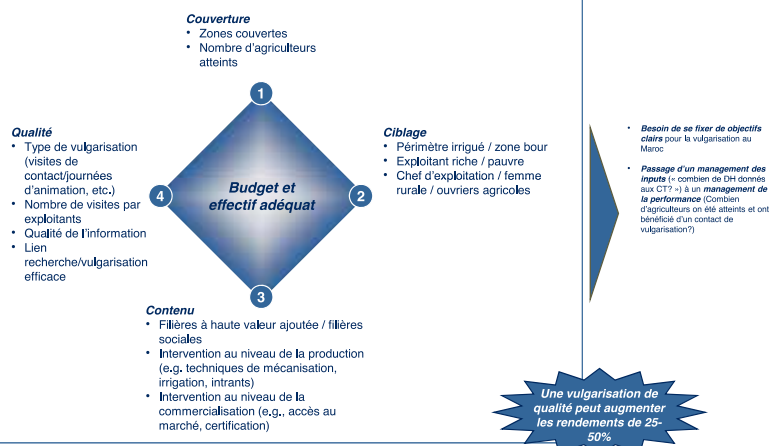 Couverture
• Zones couvertes
• Nombre d'agriculteurs
atteints
1
Qualité
• Type de vulgarisation
(visites de
contact/journées
d'animation, etc.)
• Nombre de visites par
exploitants
• Qualité de l'information
• Lien
recherche/vulgarisation
efficace
4
Budget et
effectif adéquat
2
Ciblage
• Périmètre irrigué / zone bour
• Exploitant riche / pauvre
• Chef d'exploitation / femme
rurale / ouvriers agricoles
3
Contenu
• Filières à haute valeur ajoutée / filières
sociales
• Intervention au niveau de la production
(e.g. techniques de mécanisation,
irrigation, intrants)
• Intervention au niveau de la
commercialisation (e.g., accès au
marché, certification)
• Besoin de se fixer de objectifs
clairs pour la vulgarisation au
Maroc
• Passage d'un management des
inputs (« combien de DH donnés
aux CT? ») à un management de
la performance (Combien
d'agriculteurs on été atteints et ont
bénéficié d'un contact de
vulgarisation?)
Une vulgarisation de
qualité peut augmenter
les rendements de 25-
50%